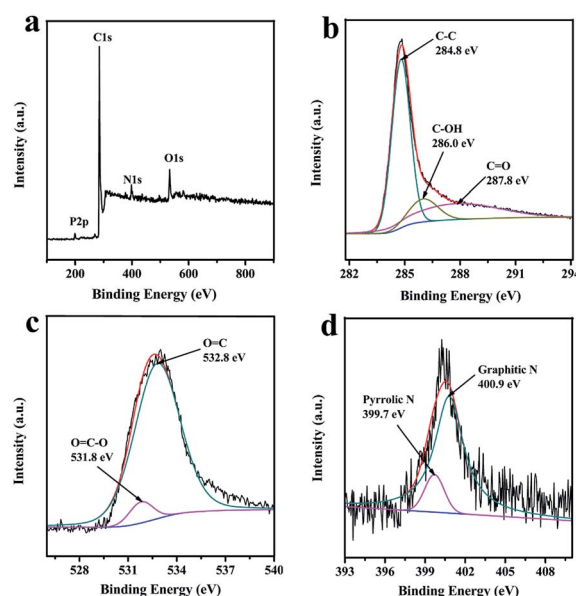 a
C1s
N1s
O1s
P2p
Intensity (a.u.)
200 400 600 800
Binding Energy (eV)
b
C-C
284.8 eV
C-OH
286.0 eV
C=O
287.8 eV
Intensity (a.u.)
282 285 288 291 294
Binding Energy (eV)
c
O=C
532.8 eV
O=C-O
531.8 eV
Intensity (a.u.)
528 531 534 537 540
Binding Energy (eV)
d
Graphitic N
400.9 eV
Pyrrolic N
399.7 eV
Intensity (a.u.)
393 396 399 402 405 408
Binding Energy (eV)